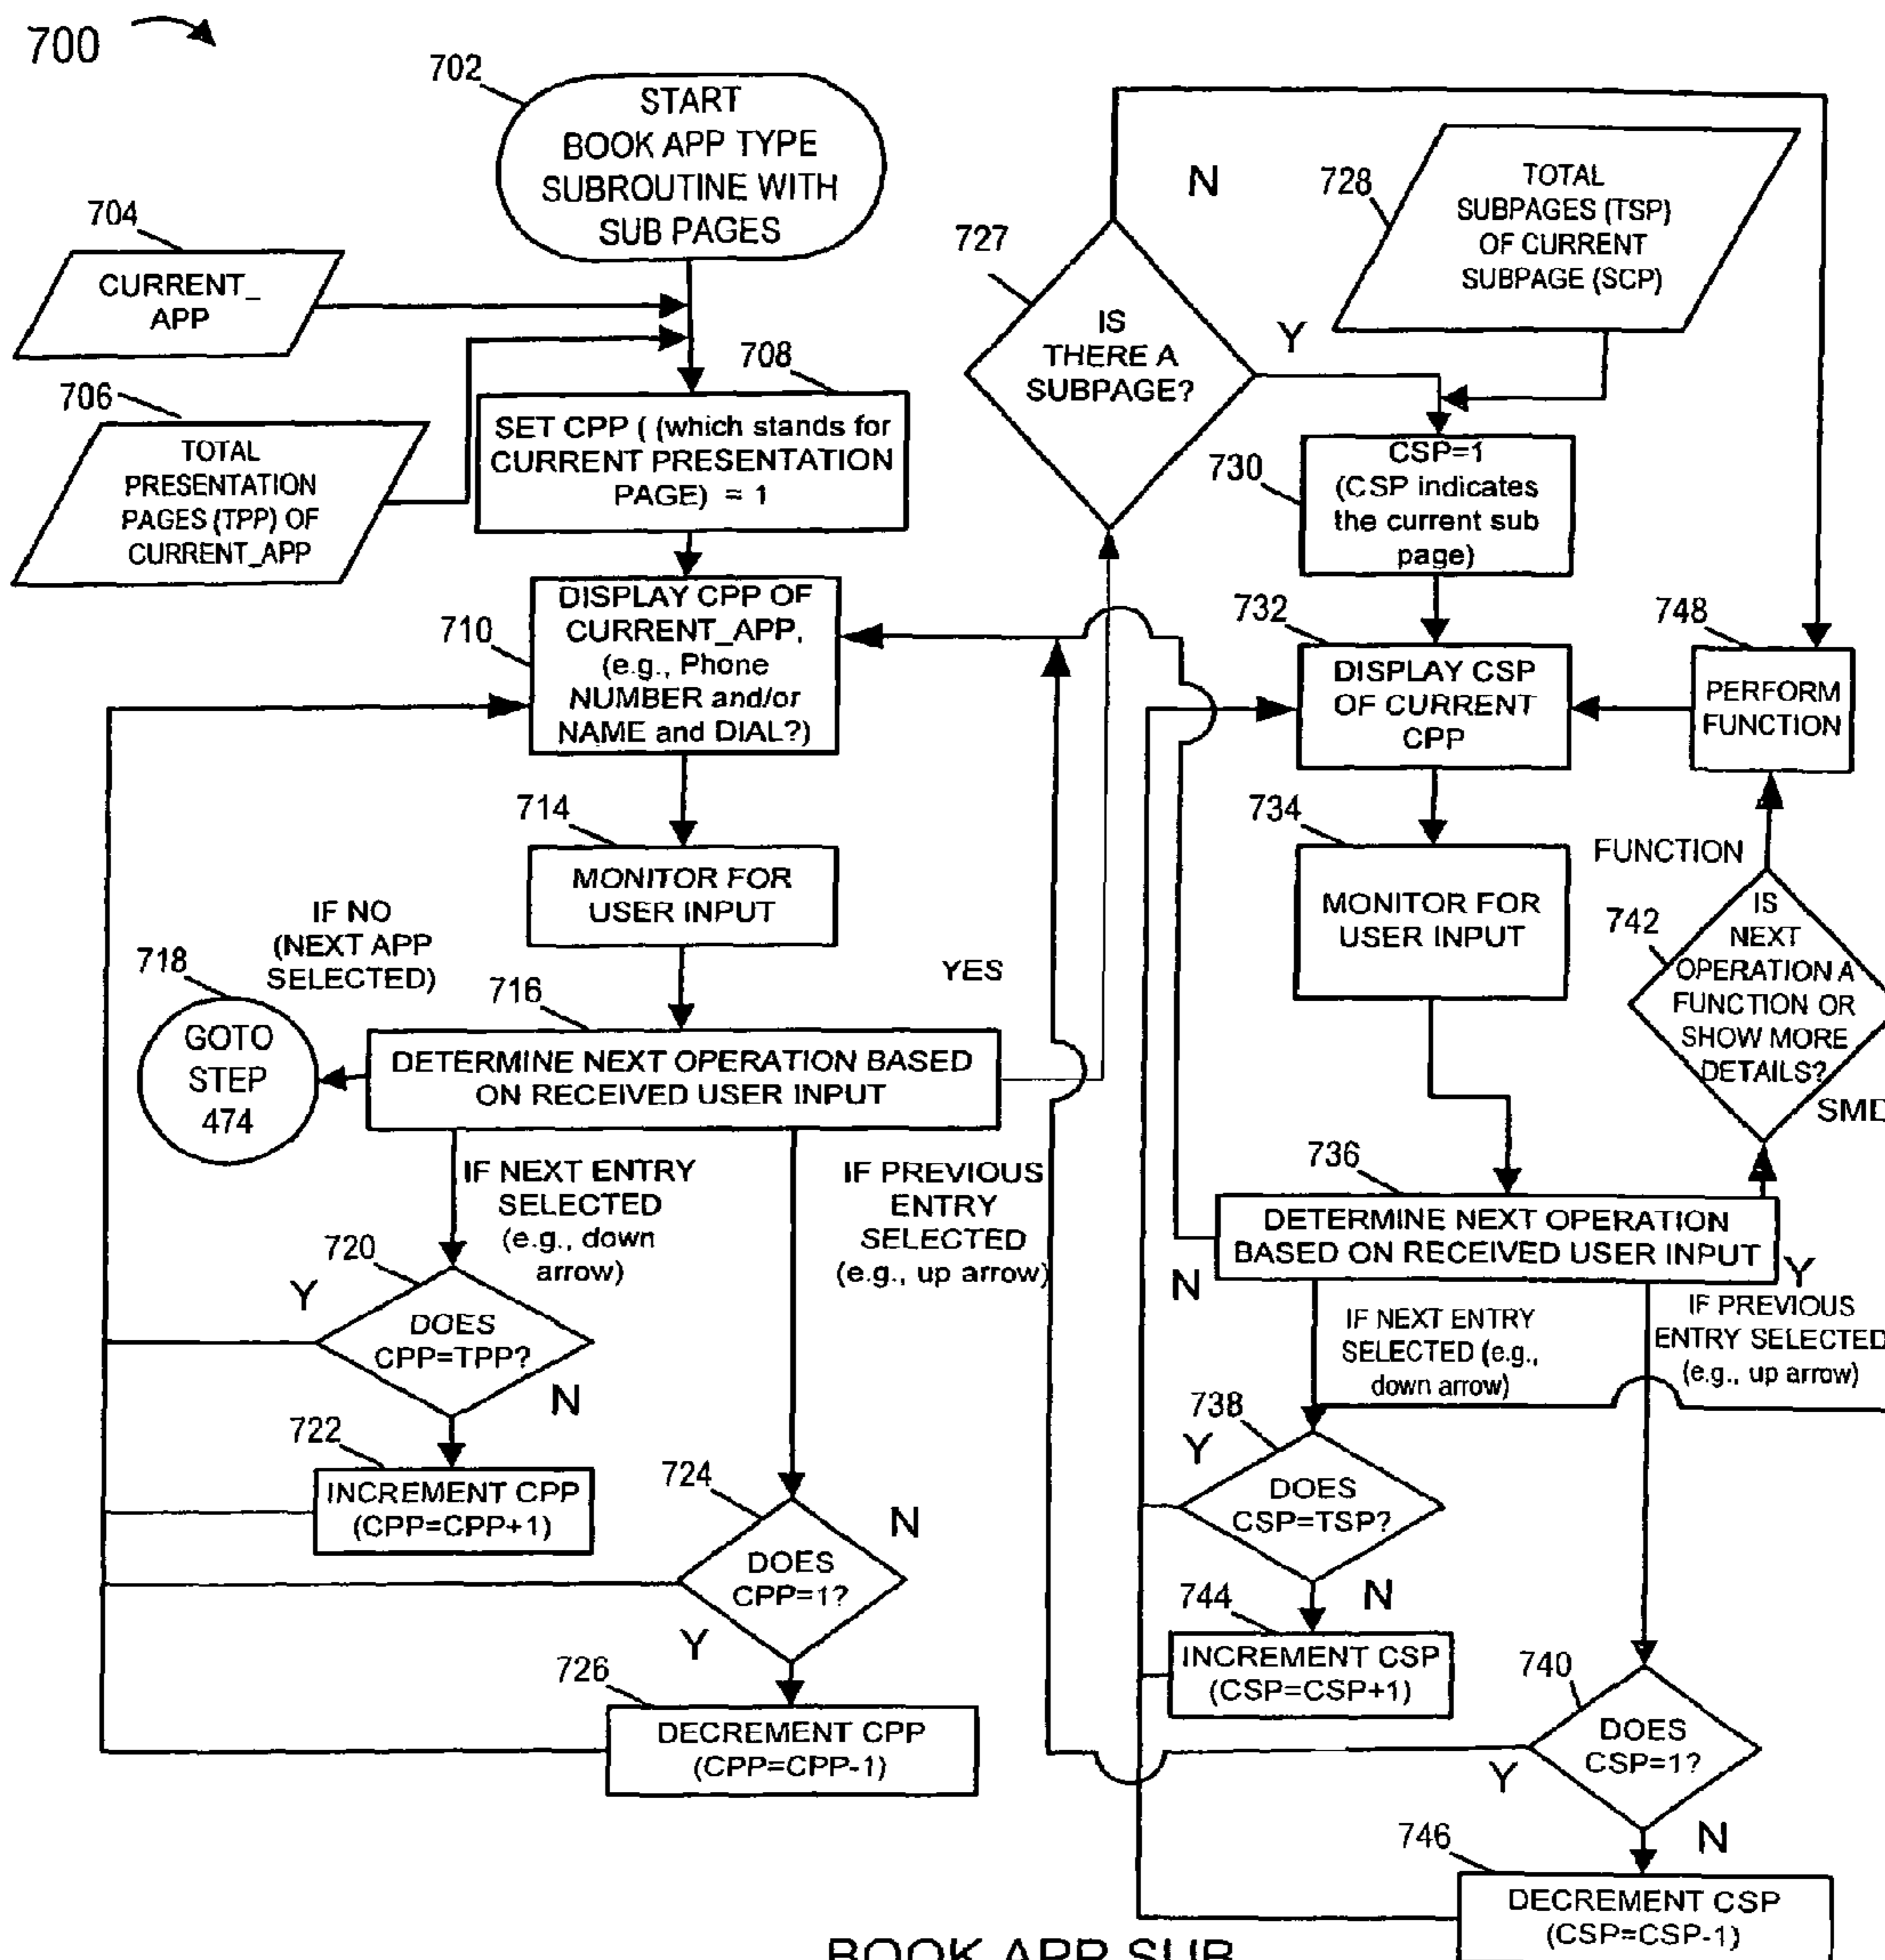 700
702
START
BOOK APP TYPE
SUBROUTINE WITH
SUB PAGES
704
CURRENT_
APP
706
TOTAL
PRESENTATION
PAGES (TPP) OF
CURRENT_APP
708
SET CPP ( (which stands for
CURRENT PRESENTATION
PAGE) = 1
710
DISPLAY CPP OF
CURRENT_APP,
(e.g., Phone
NUMBER and/or
NAME and DIAL?)
714
MONITOR FOR
USER INPUT
IF NO
(NEXT APP
SELECTED)
718
GOTO
STEP
474
716
YES
DETERMINE NEXT OPERATION BASED
ON RECEIVED USER INPUT
IF NEXT ENTRY
SELECTED
(e.g., down
arrow)
IF PREVIOUS
ENTRY
SELECTED
(e.g., up arrow)
720
Y
DOES
CPP=TPP?
N
722
INCREMENT CPP
(CPP=CPP+1)
724
N
DOES
CPP=1?
Y
726
DECREMENT CPP
(CPP=CPP-1)
727
N
IS
THERE A
SUBPAGE?
Y
728
TOTAL
SUBPAGES (TSP)
OF CURRENT
SUBPAGE (SCP)
730
CSP=1
(CSP indicates
the current sub
page)
732
DISPLAY CSP
OF CURRENT
CPP
748
PERFORM
FUNCTION
734
MONITOR FOR
USER INPUT
FUNCTION
742
IS
NEXT
OPERATION A
FUNCTION OR
SHOW MORE
DETAILS?
736
DETERMINE NEXT OPERATION
BASED ON RECEIVED USER INPUT
N
Y
IF NEXT ENTRY
SELECTED (e.g.,
down arrow)
IF PREVIOUS
ENTRY SELECTED
(e.g., up arrow)
738
Y
DOES
CSP=TSP?
N
744
INCREMENT CSP
(CSP=CSP+1)
740
DOES
CSP=1?
Y
N
746
DECREMENT CSP
(CSP=CSP-1)
BOOK APP SUB